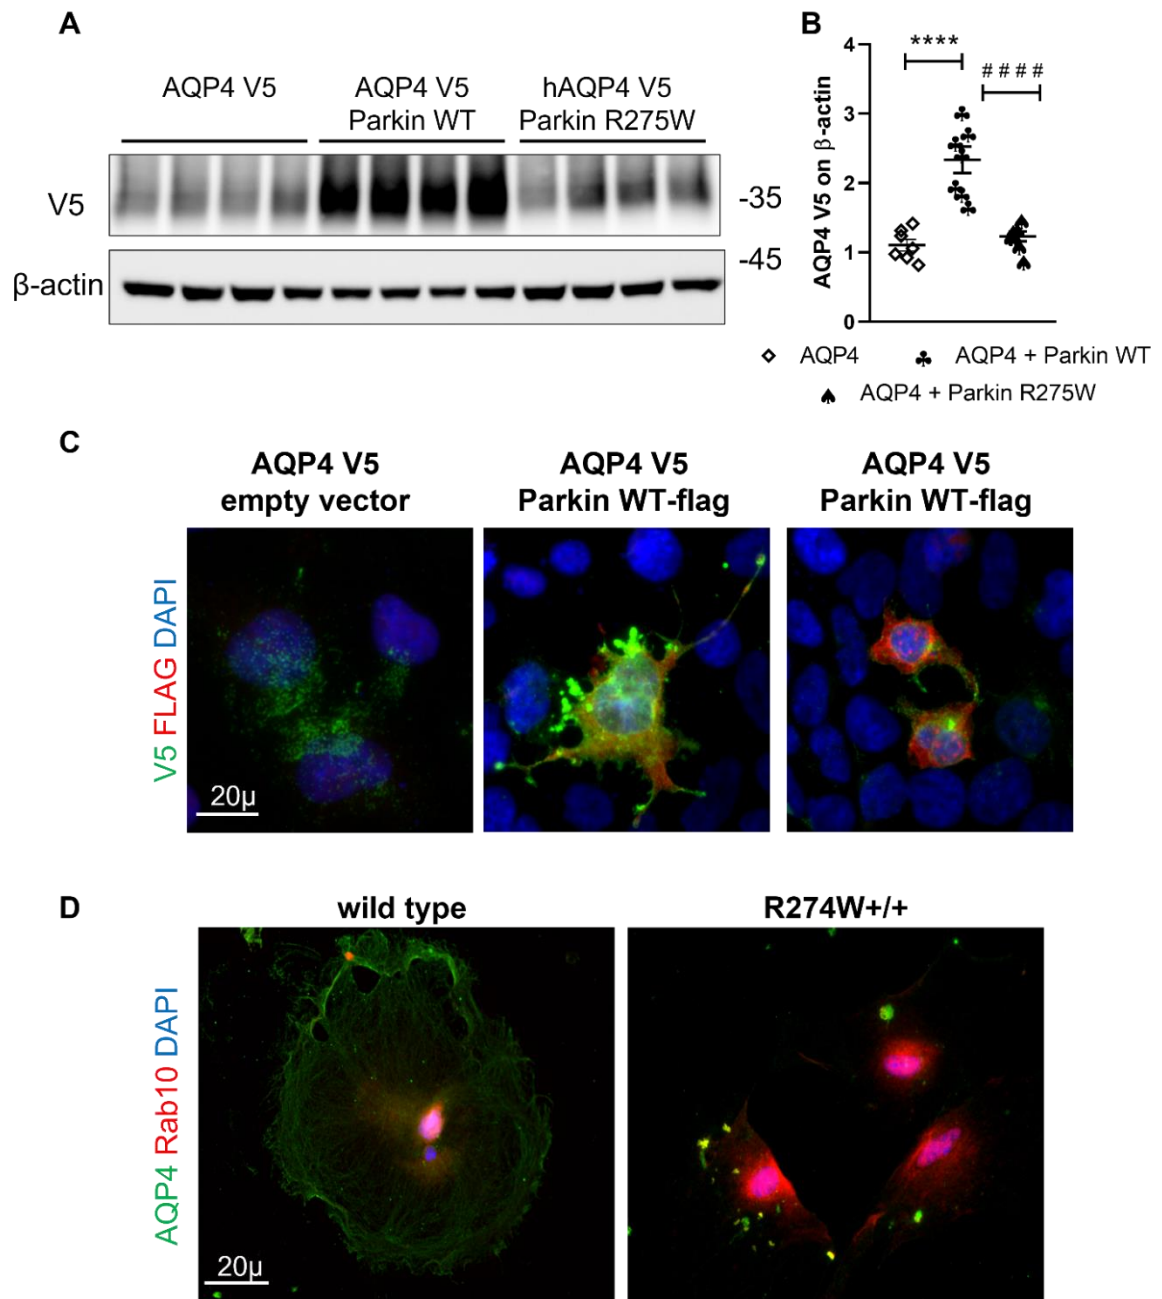 A
AQP4 V5
AQP4 V5
Parkin WT
hAQP4 V5
Parkin R275W
V5
-35
-45
β-actin
B
AQP4 V5 on β-actin
4
3
2
1
0
****
####
AQP4
AQP4 + Parkin WT
AQP4 + Parkin R275W
C
AQP4 V5
empty vector
AQP4 V5
Parkin WT-flag
AQP4 V5
Parkin WT-flag
V5 FLAG DAPI
20μ
D
wild type
R274W+/+
AQP4 Rab10 DAPI
20μ